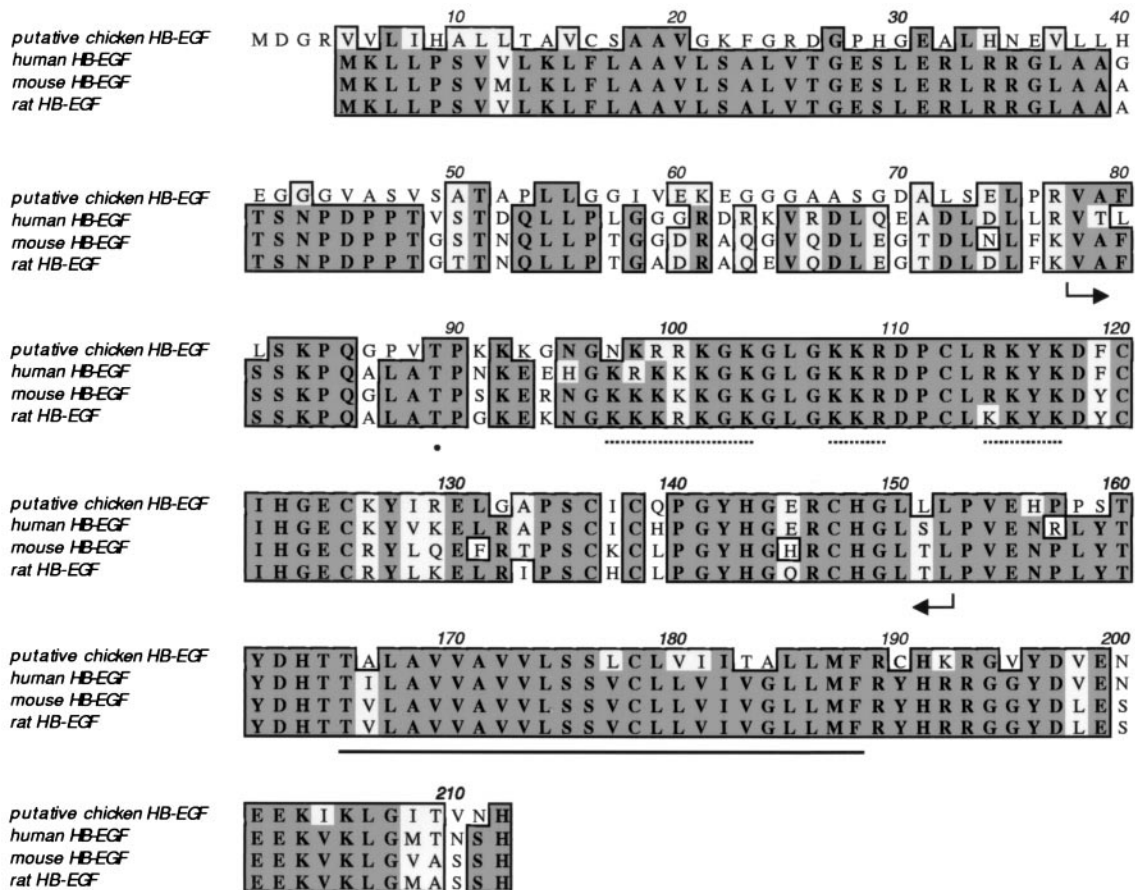 10 20 30 40
putative chicken HB-EGF M D G R V V L I H A L L T A V C S A A V G K F G R D G P H G E A L H N E V L L H
human HB-EGF M K L L P S V V L K L F L A A V L S A L V T G E S L E R L R R G L A A G
mouse HB-EGF M K L L P S V M L K L F L A A V L S A L V T G E S L E R L R R G L A A A
rat HB-EGF M K L L P S V V L K L F L A A V L S A L V T G E S L E R L R R G L A A A
50 60 70 80
putative chicken HB-EGF E G G G V A S V S A T A P L L G G I V E K E G G G A A S G D A L S E L P R V A F
human HB-EGF T S N P D P P T V S T D Q L L P L G G G R D R K V R D L Q E A D L D L L R V T L
mouse HB-EGF T S N P D P P T G S T N Q L L P T G G D R A Q G V Q D L E G T D L N L F K V A F
rat HB-EGF T S N P D P P T G T T N Q L L P T G A D R A Q E V Q D L E G T D L D L F K V A F
90 100 110 120
putative chicken HB-EGF L S K P Q G P V T P K K K G N G N K R R K G K G L G K K R D P C L R K Y K D F C
human HB-EGF S S K P Q A L A T P N K E E H G K R K K K G K G L G K K R D P C L R K Y K D F C
mouse HB-EGF S S K P Q G L A T P S K E R N G K K K K K G K G L G K K R D P C L R K Y K D Y C
rat HB-EGF S S K P Q A L A T P G K E K N G K K K R K G K G L G K K R D P C L K K Y K D Y C
130 140 150 160
putative chicken HB-EGF I H G E C K Y I R E L G A P S C I C Q P G Y H G E R C H G L L L P V E H P P S T
human HB-EGF I H G E C K Y V K E L R A P S C I C H P G Y H G E R C H G L S L P V E N R L Y T
mouse HB-EGF I H G E C R Y L Q E F R T P S C K C L P G Y H G H R C H G L T L P V E N P L Y T
rat HB-EGF I H G E C R Y L K E L R I P S C H C L P G Y H G Q R C H G L T L P V E N P L Y T
170 180 190 200
putative chicken HB-EGF Y D H T T A L A V V A V V L S S L C L V I I T A L L M F R C H K R G V Y D V E N
human HB-EGF Y D H T T I L A V V A V V L S S V C L L V I V G L L M F R Y H R R G G Y D V E N
mouse HB-EGF Y D H T T V L A V V A V V L S S V C L L V I V G L L M F R Y H R R G G Y D L E S
rat HB-EGF Y D H T T V L A V V A V V L S S V C L L V I V G L L M F R Y H R R G G Y D L E S
210
putative chicken HB-EGF E E K I K L G I T V N H
human HB-EGF E E K V K L G M T N S H
mouse HB-EGF E E K V K L G V A S S H
rat HB-EGF E E K V K L G M A S S H